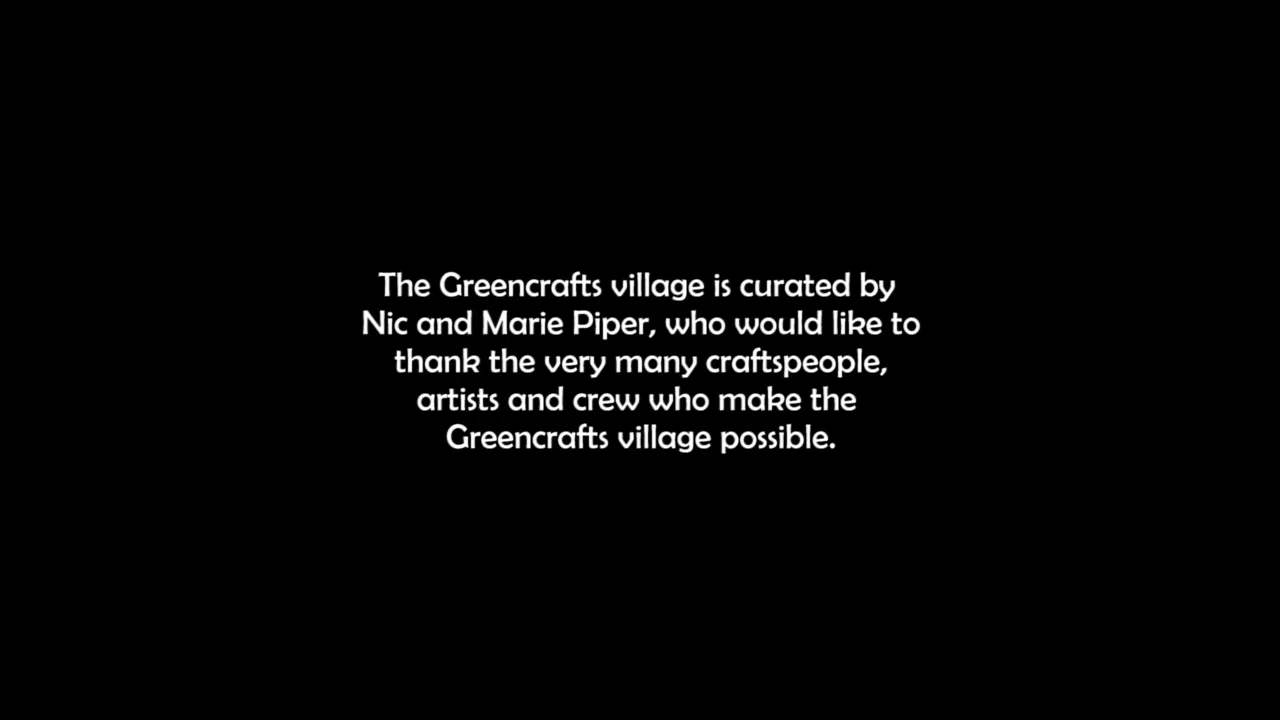 The Greencrafts village is curated by
Nic and Marie Piper, who would like to
thank the very many craftspeople,
artists and crew who make the
Greencrafts village possible.